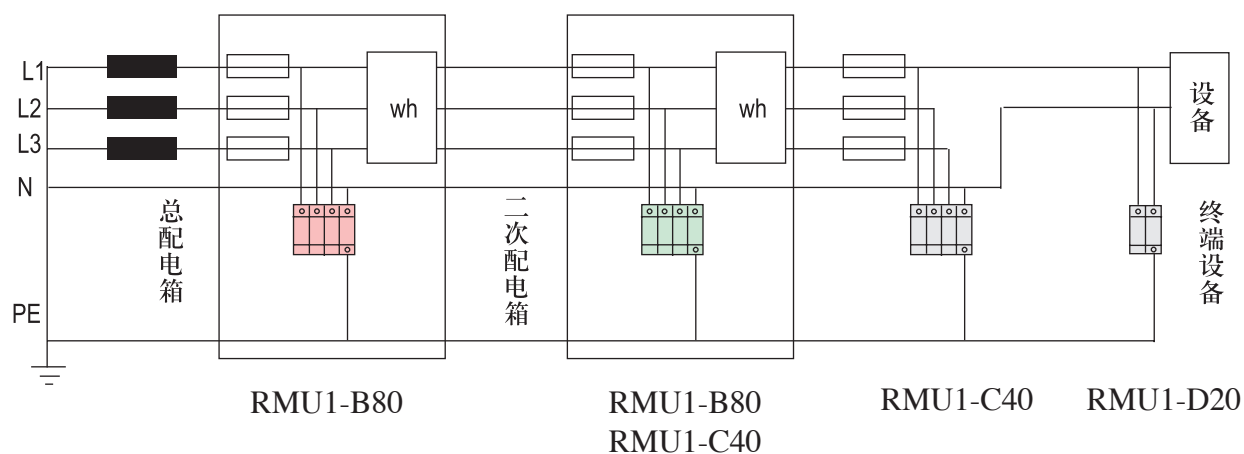 L1
L2
L3
N
PE
总配电箱
wh
二次配电箱
wh
设备
终端设备
RMU1-B80
RMU1-B80
RMU1-C40
RMU1-C40
RMU1-D20